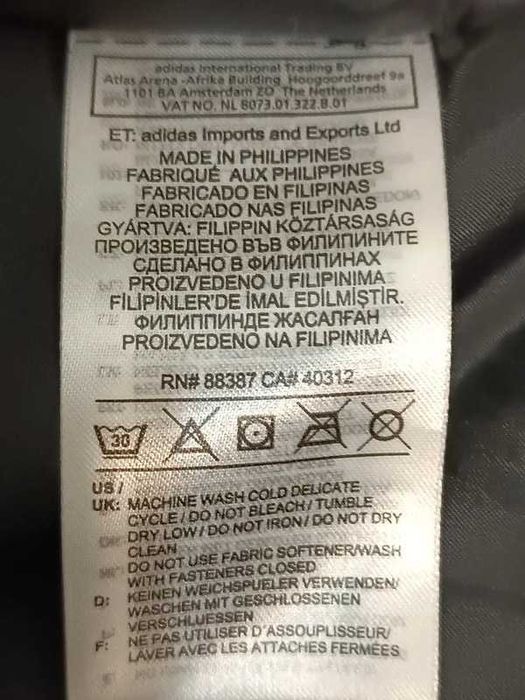 adidas International Trading BV
Atlas Arena -Afrika Building Hoogoorddreef 9a
1101 BA Amsterdam ZO The Netherlands
VAT NO. NL 8073.01.322.B.01
ET: adidas Imports and Exports Ltd
MADE IN PHILIPPINES
FABRIQUÉ AUX PHILIPPINES
FABRICADO EN FILIPINAS
FABRICADO NAS FILIPINAS
GYÁRTVA: FILIPPIN KÖZTÁRSASÁG
ПРОИЗВЕДЕНО ВЪВ ФИЛИПИНИТЕ
СДЕЛАНО В ФИЛИППИНАХ
PROIZVEDENO U FILIPINIMA
FİLİPİNLER'DE İMAL EDİLMİŞTİR.
ФИЛИППИНДЕ ЖАСАЛҒАН
PROIZVEDENO NA FILIPINIMA
RN# 88387 CA# 40312
30
US /
UK: MACHINE WASH COLD DELICATE
CYCLE / DO NOT BLEACH / TUMBLE
DRY LOW / DO NOT IRON / DO NOT DRY
CLEAN
DO NOT USE FABRIC SOFTENER/WASH
WITH FASTENERS CLOSED
D: KEINEN WEICHSPUELER VERWENDEN/
WASCHEN MIT GESCHLOSSENEN
VERSCHLUESSEN
F: NE PAS UTILISER D'ASSOUPLISEUR/
LAVER AVEC LES ATTACHES FERMÉES